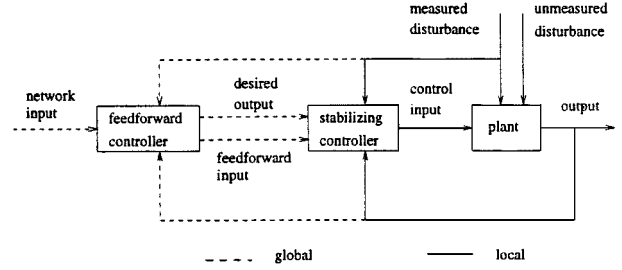 measured
disturbance
unmeasured
disturbance
network
input
desired
output
control
input
output
feedforward
controller
stabilizing
controller
plant
feedforward
input
global
local